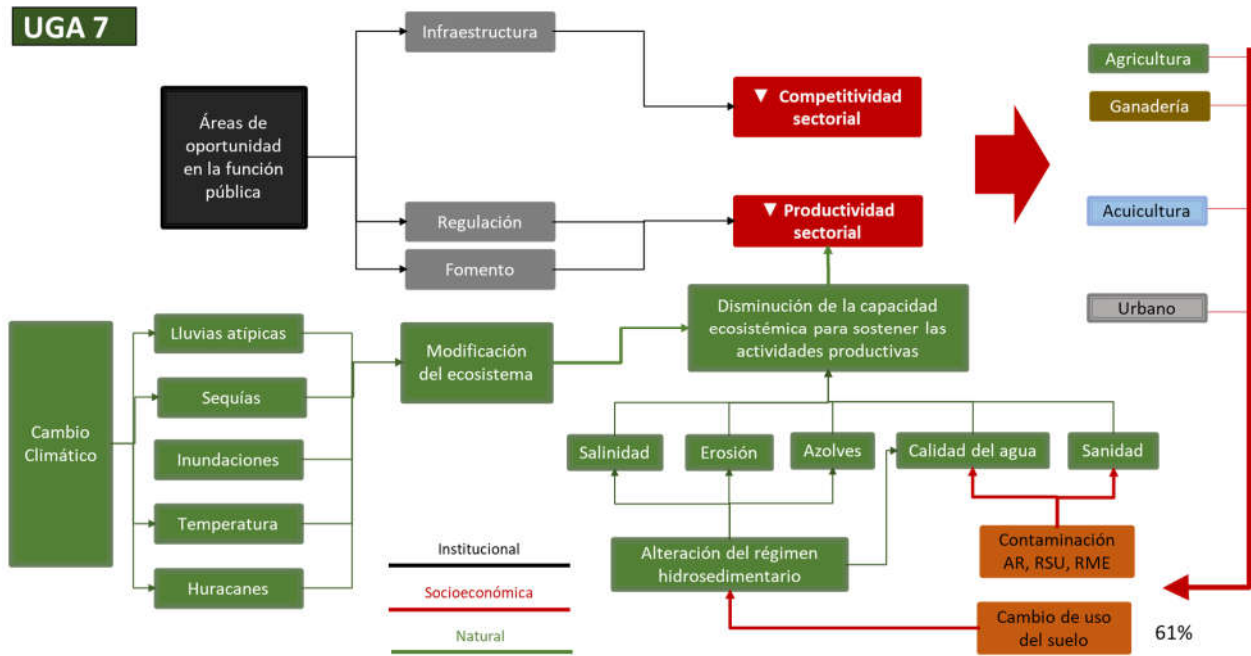 UGA 7
Infraestructura
Áreas de
oportunidad
en la función
pública
Regulación
Fomento
▼ Competitividad
sectorial
▼ Productividad
sectorial
Agricultura
Ganadería
Acuicultura
Urbano
Cambio
Climático
Lluvias atípicas
Sequías
Inundaciones
Temperatura
Huracanes
Modificación
del ecosistema
Disminución de la capacidad
ecosistémica para sostener las
actividades productivas
Salinidad
Erosión
Azolves
Calidad del agua
Sanidad
Alteración del régimen
hidrosedimentario
Contaminación
AR, RSU, RME
Cambio de uso
del suelo
61%
Institucional
Socioeconómica
Natural